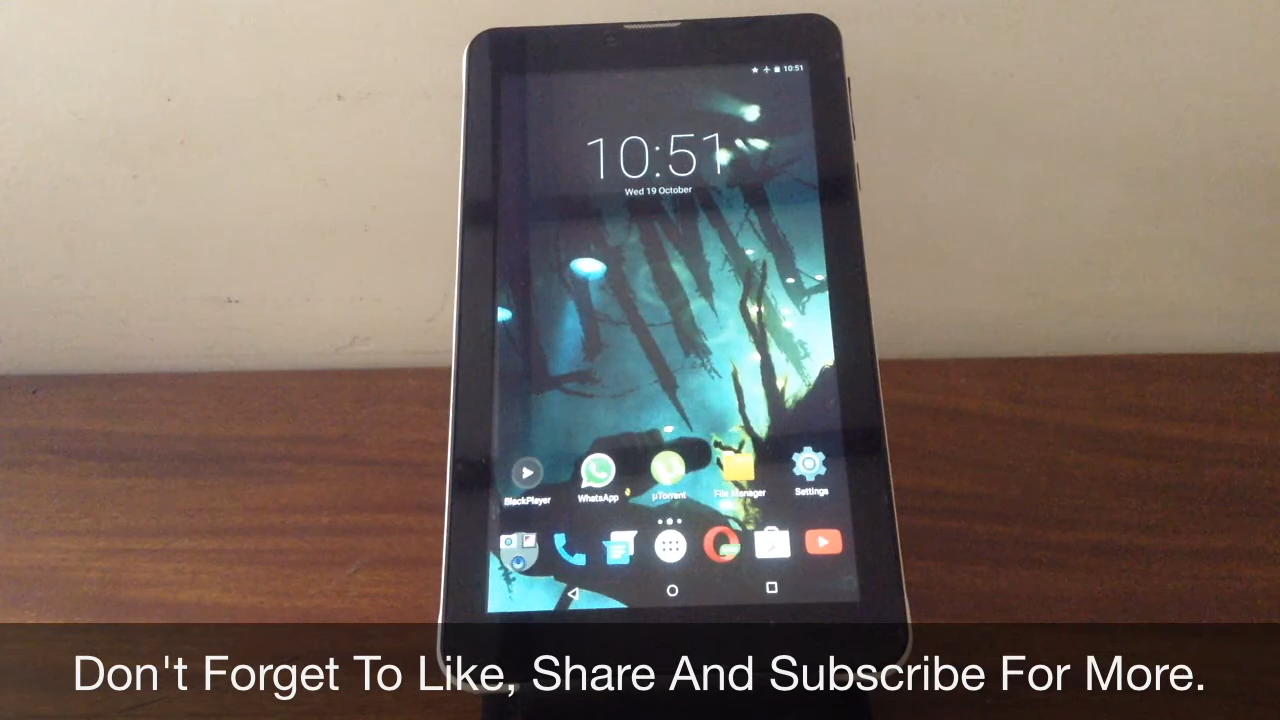 10:51
10:51
Wed 19 October
BlackPlayer
WhatsApp
µTorrent
File Manager
Settings
Don't Forget To Like, Share And Subscribe For More.